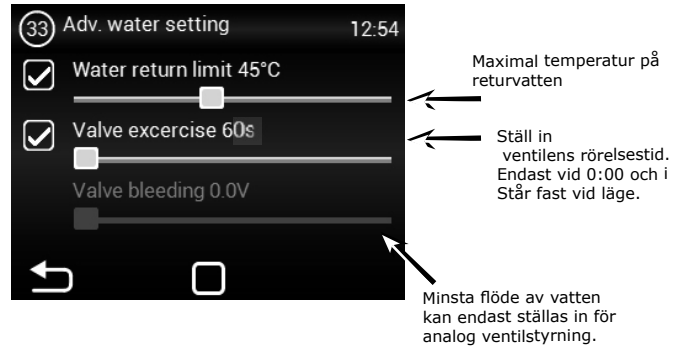 33 Adv. water setting 12:54
Water return limit 45°C
Valve excercise 60s
Valve bleeding 0.0V
Maximal temperatur på
returvatten
Ställ in
ventilens rörelsestid.
Endast vid 0:00 och i
Står fast vid läge.
Minsta flöde av vatten
kan endast ställas in för
analog ventilstyrning.